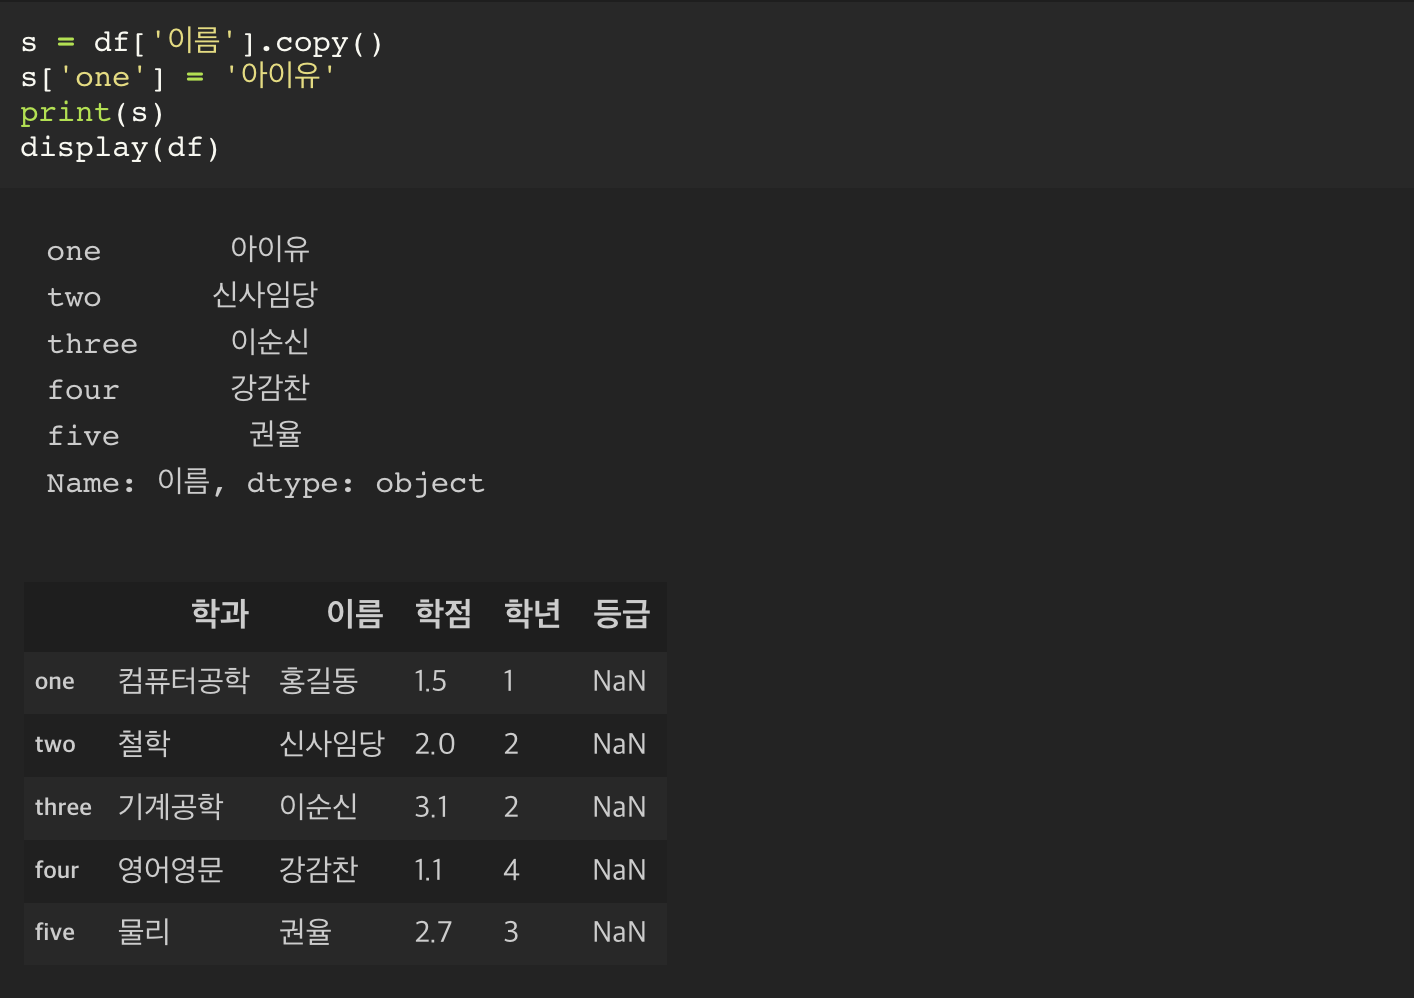 s = df['이름'].copy()
s['one'] = '아이유'
print(s)
display(df)
one 아이유
two 신사임당
three 이순신
four 강감찬
five 권율
Name: 이름, dtype: object
학과 이름 학점 학년 등급
one 컴퓨터공학 홍길동 1.5 1 NaN
two 철학 신사임당 2.0 2 NaN
three 기계공학 이순신 3.1 2 NaN
four 영어영문 강감찬 1.1 4 NaN
five 물리 권율 2.7 3 NaN